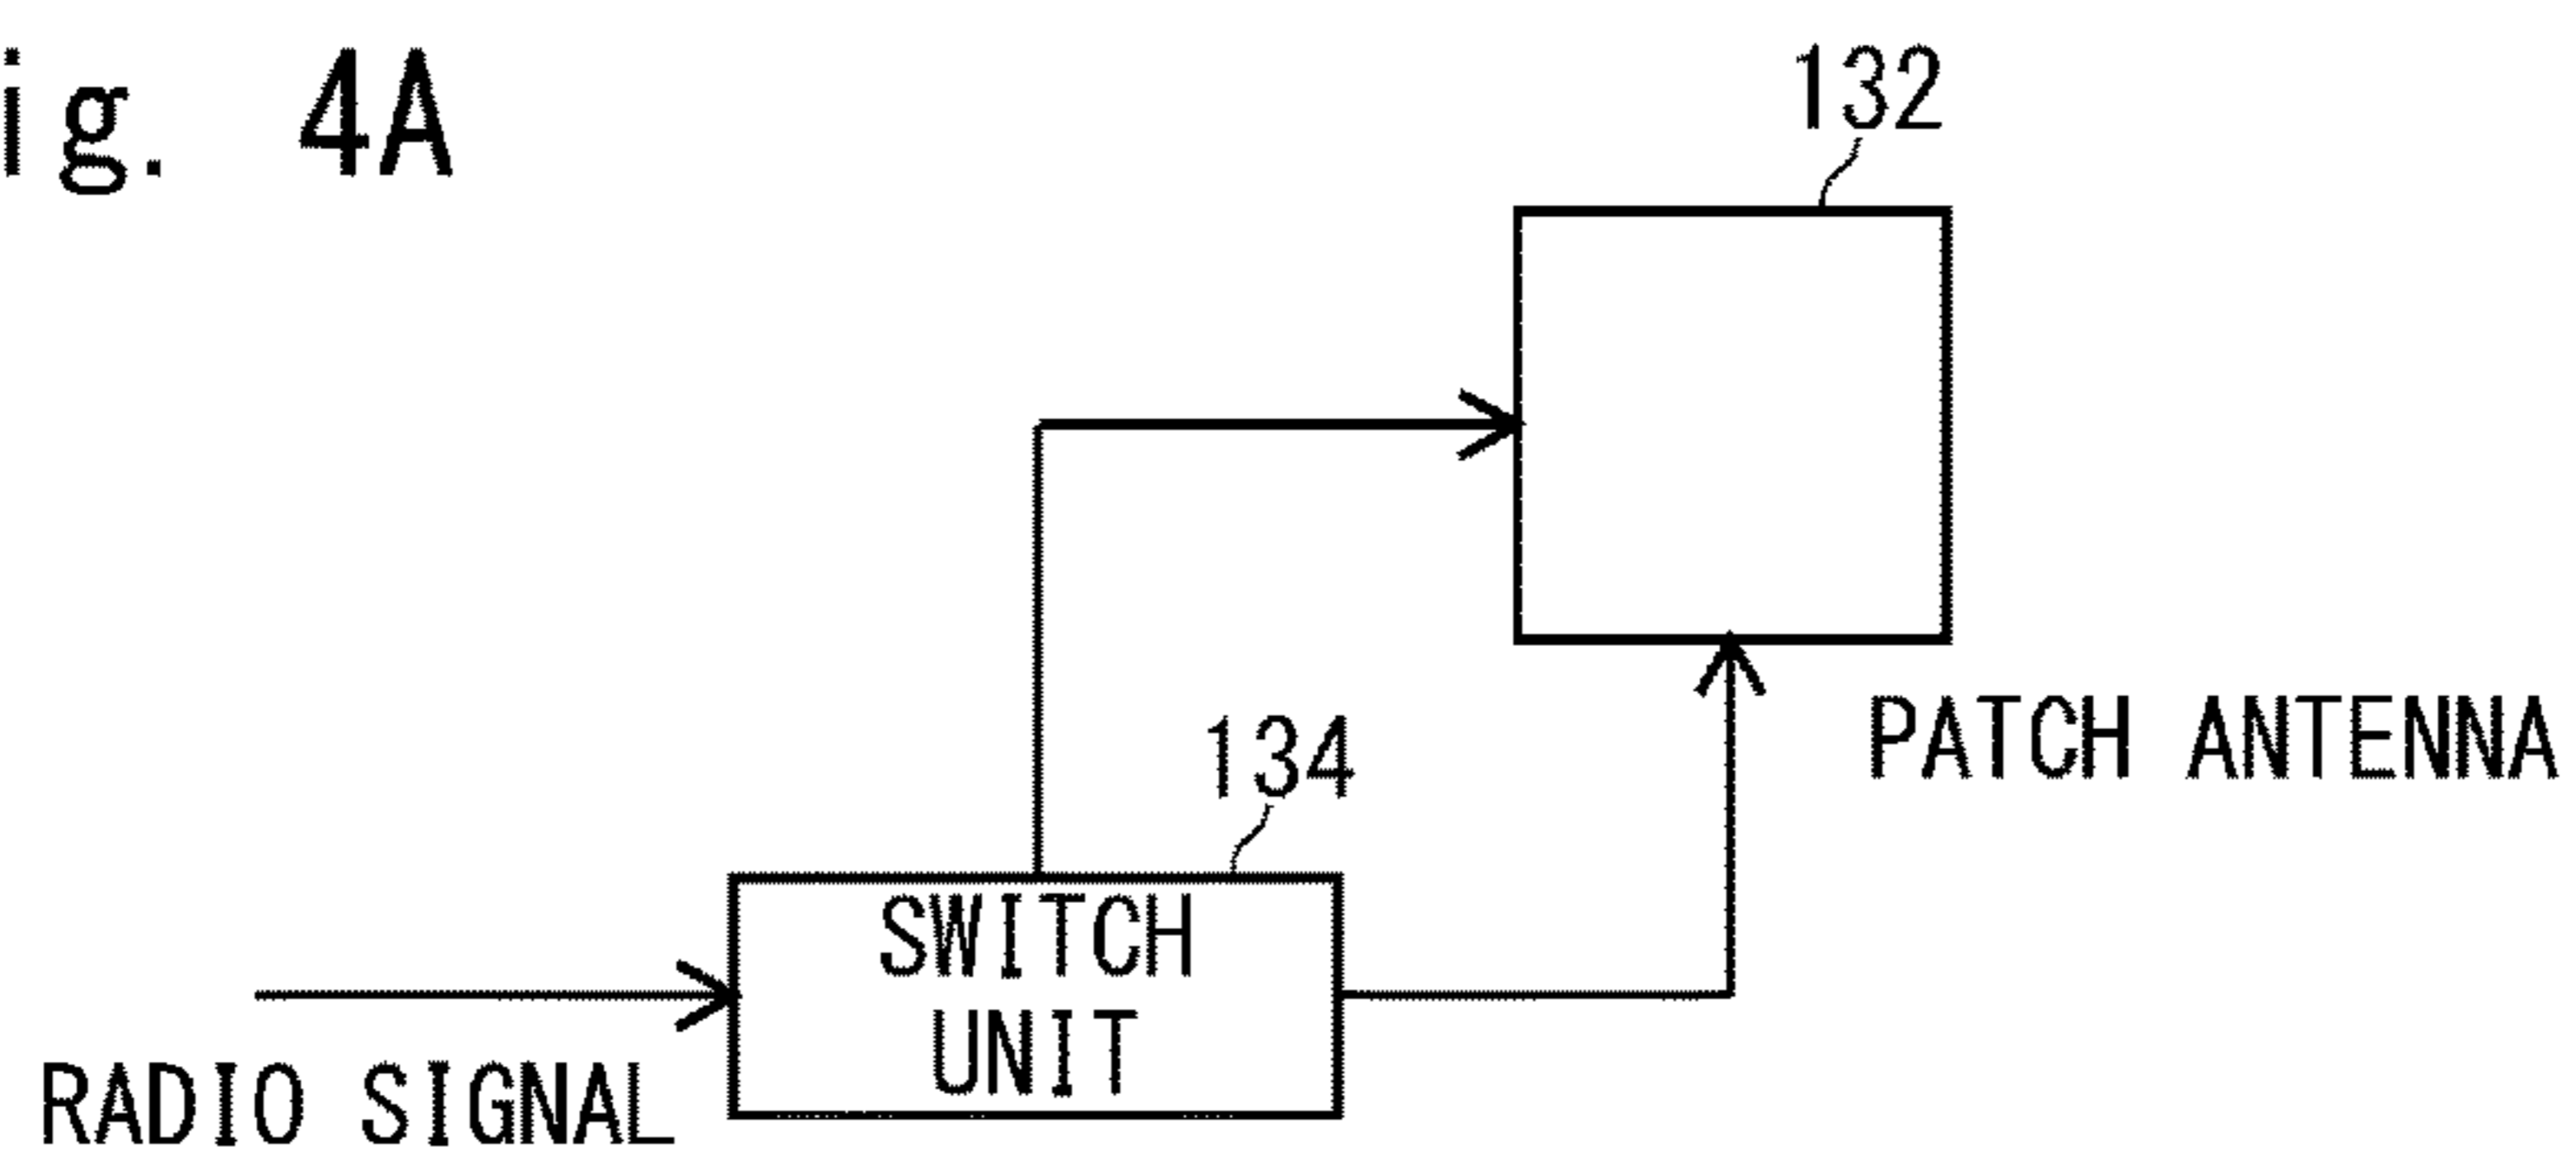 ig. 4A
132
134
PATCH ANTENNA
SWITCH
UNIT
RADIO SIGNAL